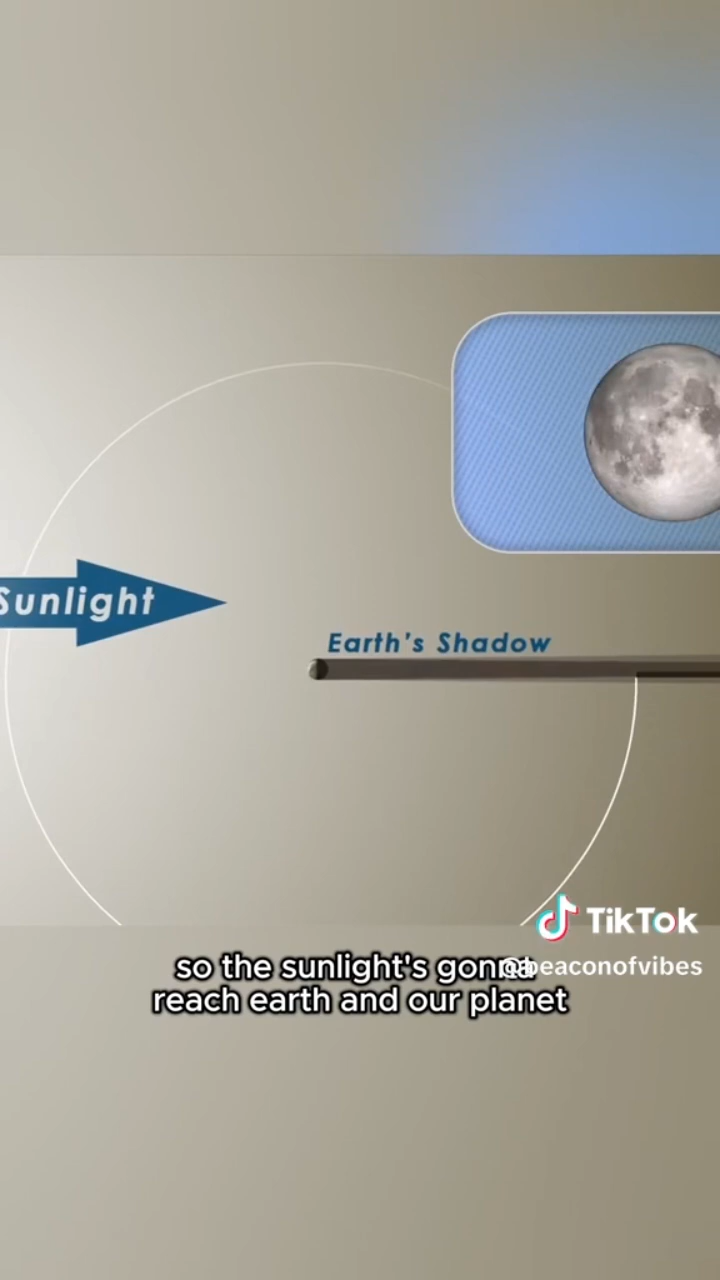 Sunlight
Earth's Shadow
TikTok
so the sunlight's gonna
@beaconofvibes
reach earth and our planet